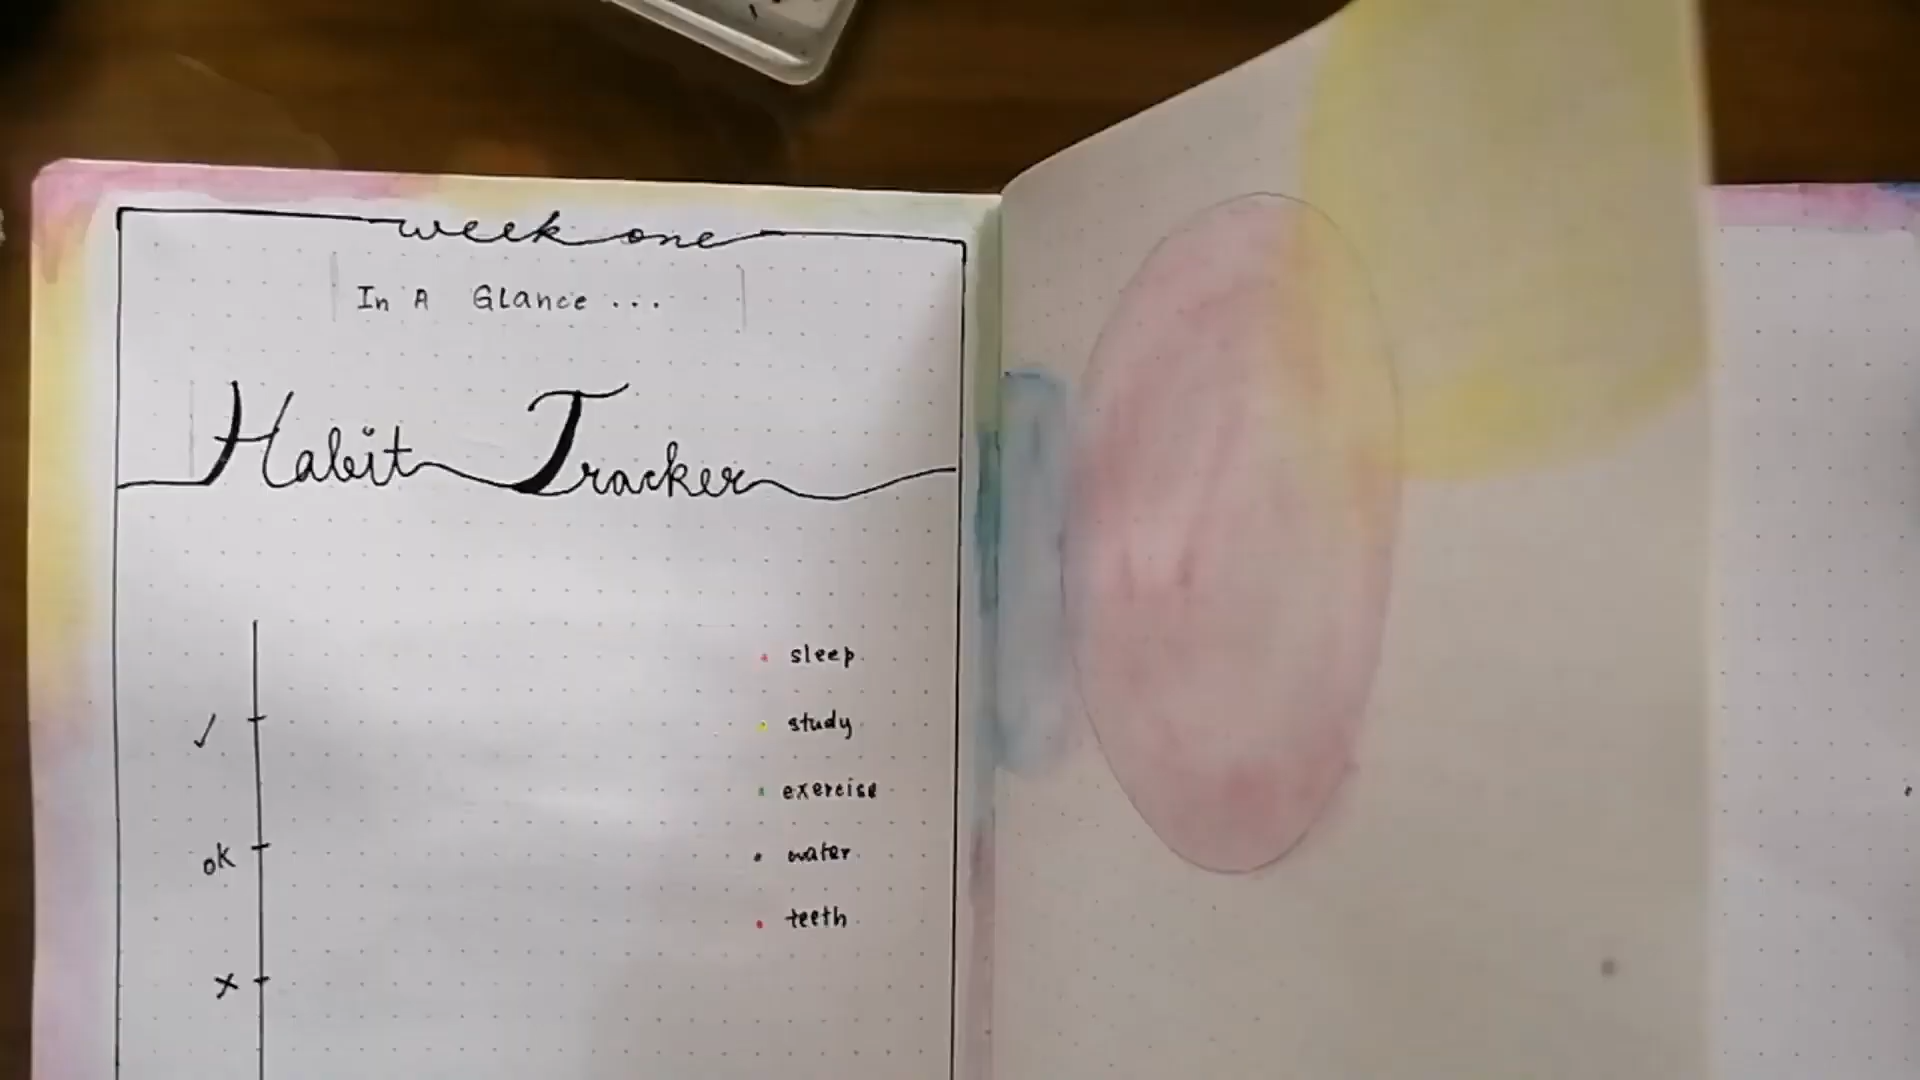 week one
In A Glance ...
Habit Tracker
sleep
study
✓
exercise
ok
water
teeth
x